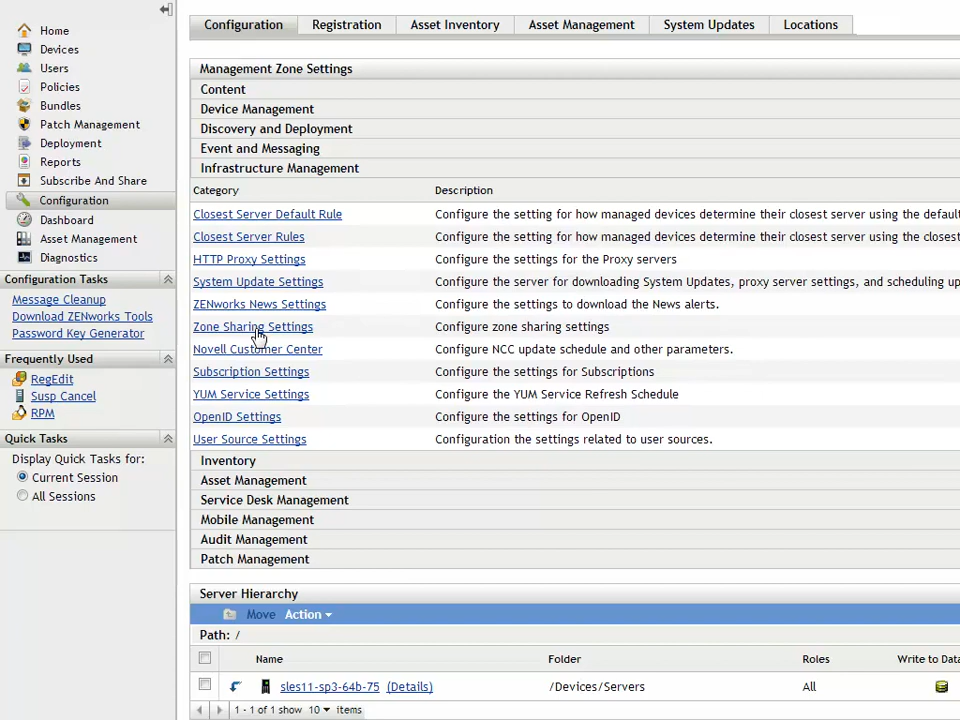 Home
Devices
Users
Policies
Bundles
Patch Management
Deployment
Reports
Subscribe And Share
Configuration
Dashboard
Asset Management
Diagnostics
Configuration Tasks
Message Cleanup
Download ZENworks Tools
Password Key Generator
Frequently Used
RegEdit
Susp Cancel
RPM
Quick Tasks
Display Quick Tasks for:
Current Session
All Sessions
Configuration Registration Asset Inventory Asset Management System Updates Locations
Management Zone Settings
Content
Device Management
Discovery and Deployment
Event and Messaging
Infrastructure Management
Category Description
Closest Server Default Rule Configure the setting for how managed devices determine their closest server using the default
Closest Server Rules Configure the setting for how managed devices determine their closest server using the closest
HTTP Proxy Settings Configure the settings for the Proxy servers
System Update Settings Configure the server for downloading System Updates, proxy server settings, and scheduling up
ZENworks News Settings Configure the settings to download the News alerts.
Zone Sharing Settings Configure zone sharing settings
Novell Customer Center Configure NCC update schedule and other parameters.
Subscription Settings Configure the settings for Subscriptions
YUM Service Settings Configure the YUM Service Refresh Schedule
OpenID Settings Configure the settings for OpenID
User Source Settings Configuration the settings related to user sources.
Inventory
Asset Management
Service Desk Management
Mobile Management
Audit Management
Patch Management
Server Hierarchy
Move Action
Path: /
Name Folder Roles Write to Data
sles11-sp3-64b-75 (Details) /Devices/Servers All
1 - 1 of 1 show 10 items